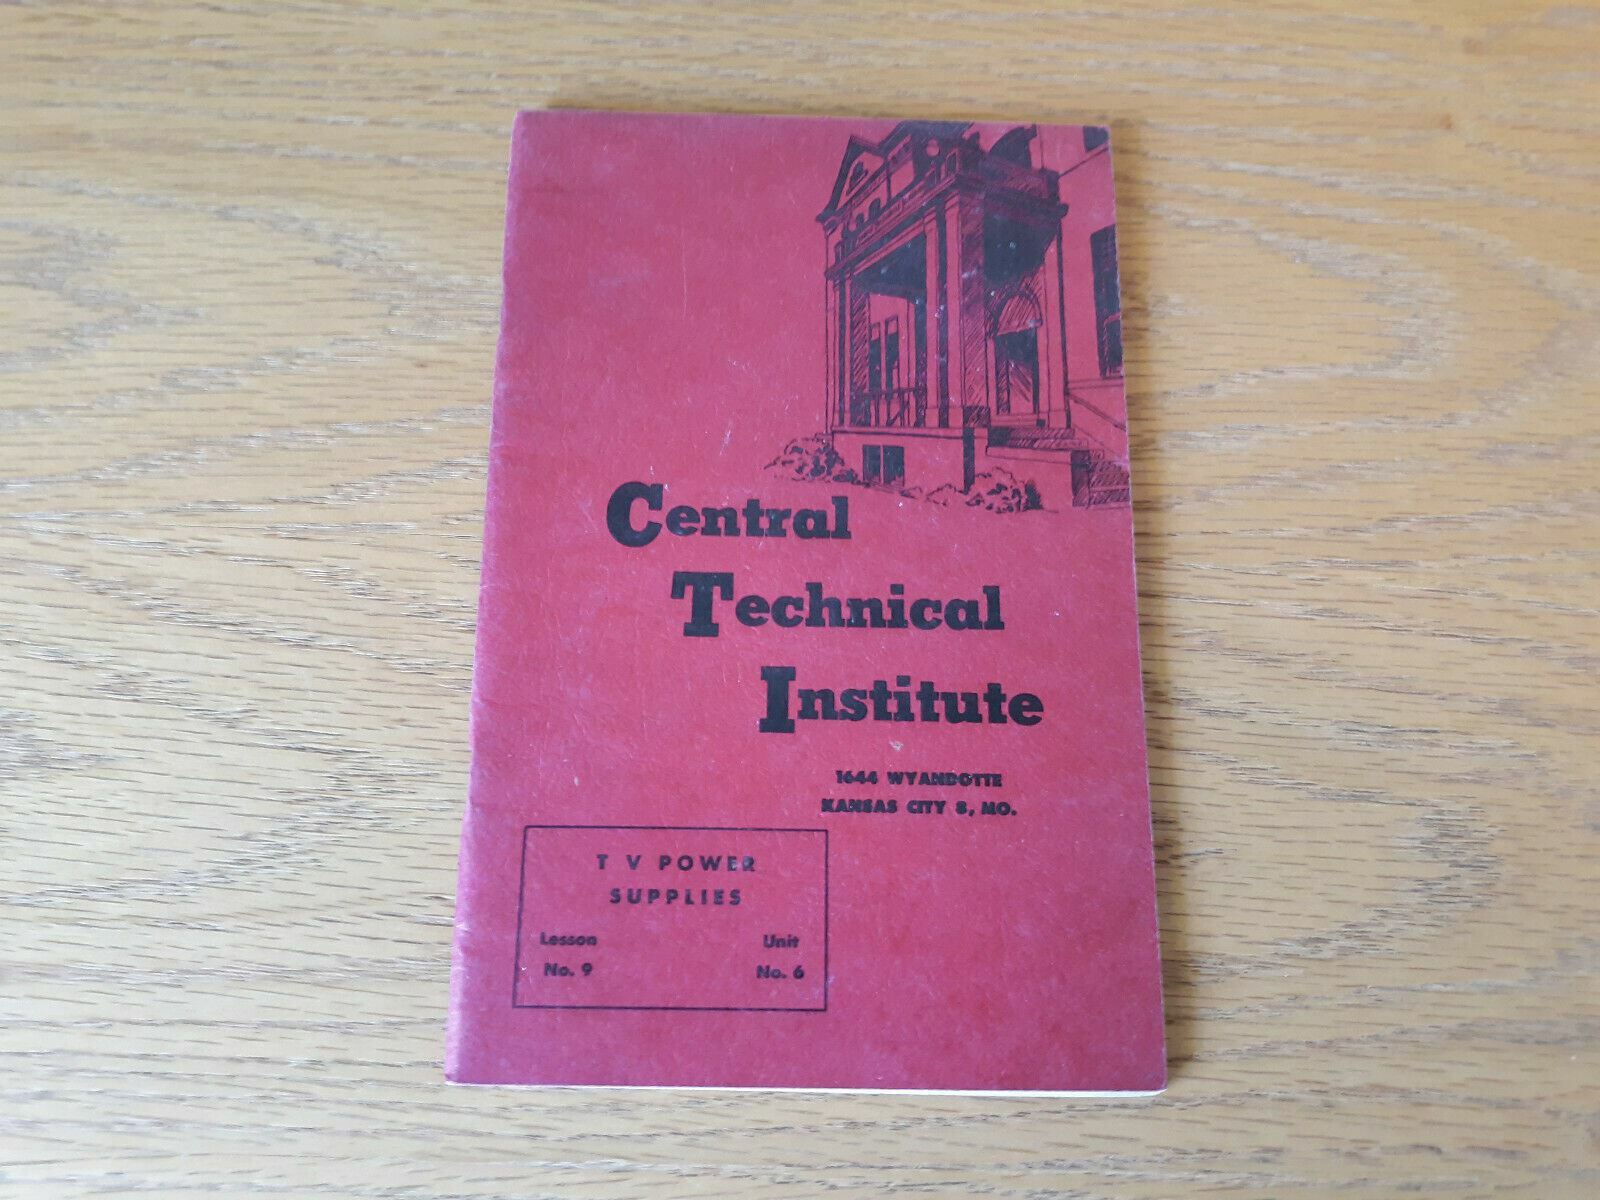 Central
Technical
Institute
1644 WYANDOTTE
KANSAS CITY 8, MO.
T V POWER
SUPPLIES
Lesson Unit
No. 9 No. 6